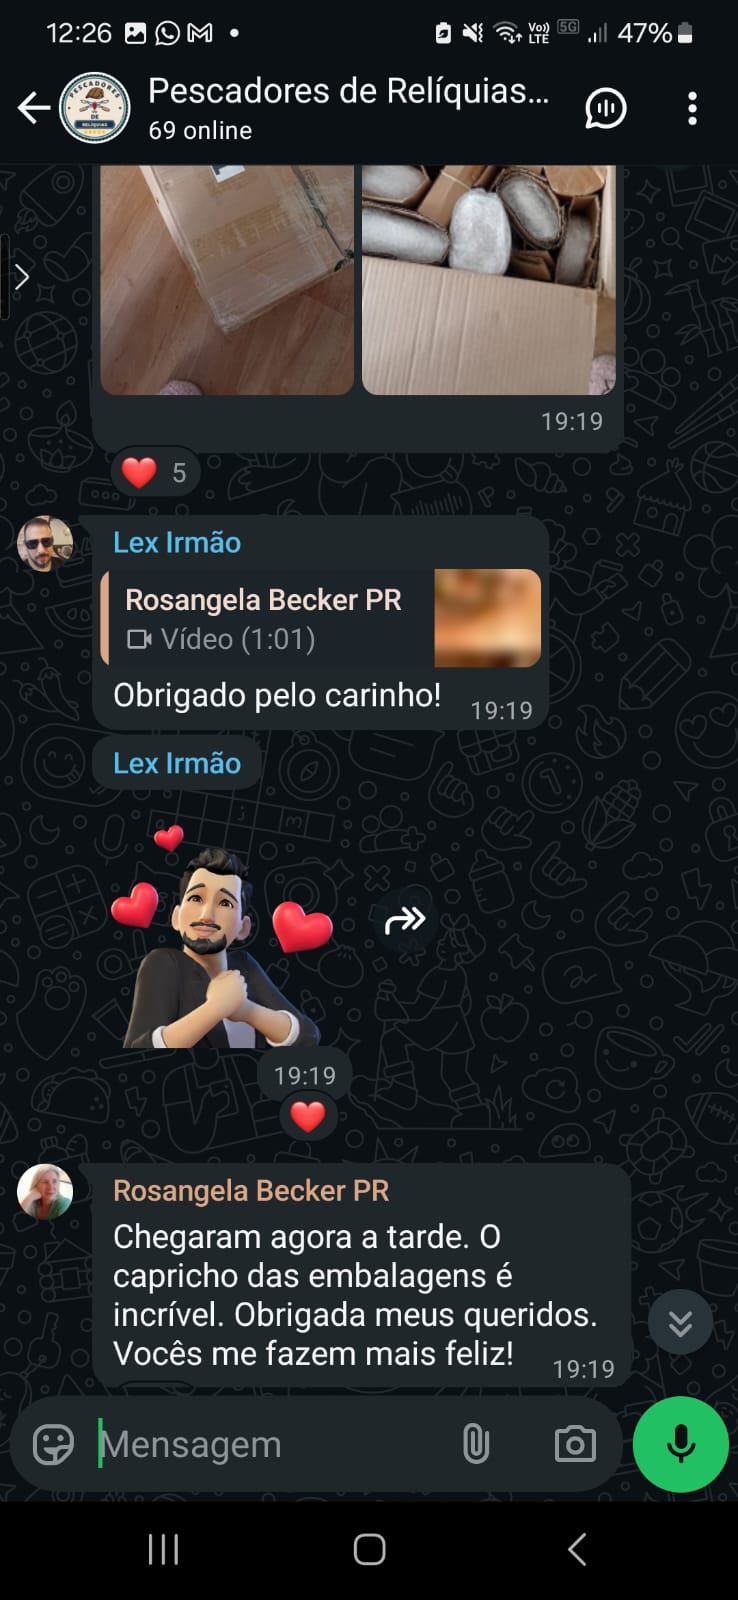 12:26
Vo))
LTE
5G
47%
PESCADORES
DE
RELÍQUIAS
Pescadores de Relíquias...
69 online
19:19
❤️ 5
Lex Irmão
Rosangela Becker PR
Vídeo (1:01)
Obrigado pelo carinho!
19:19
Lex Irmão
19:19
Rosangela Becker PR
Chegaram agora a tarde. O
capricho das embalagens é
incrível. Obrigada meus queridos.
Vocês me fazem mais feliz!
19:19
Mensagem